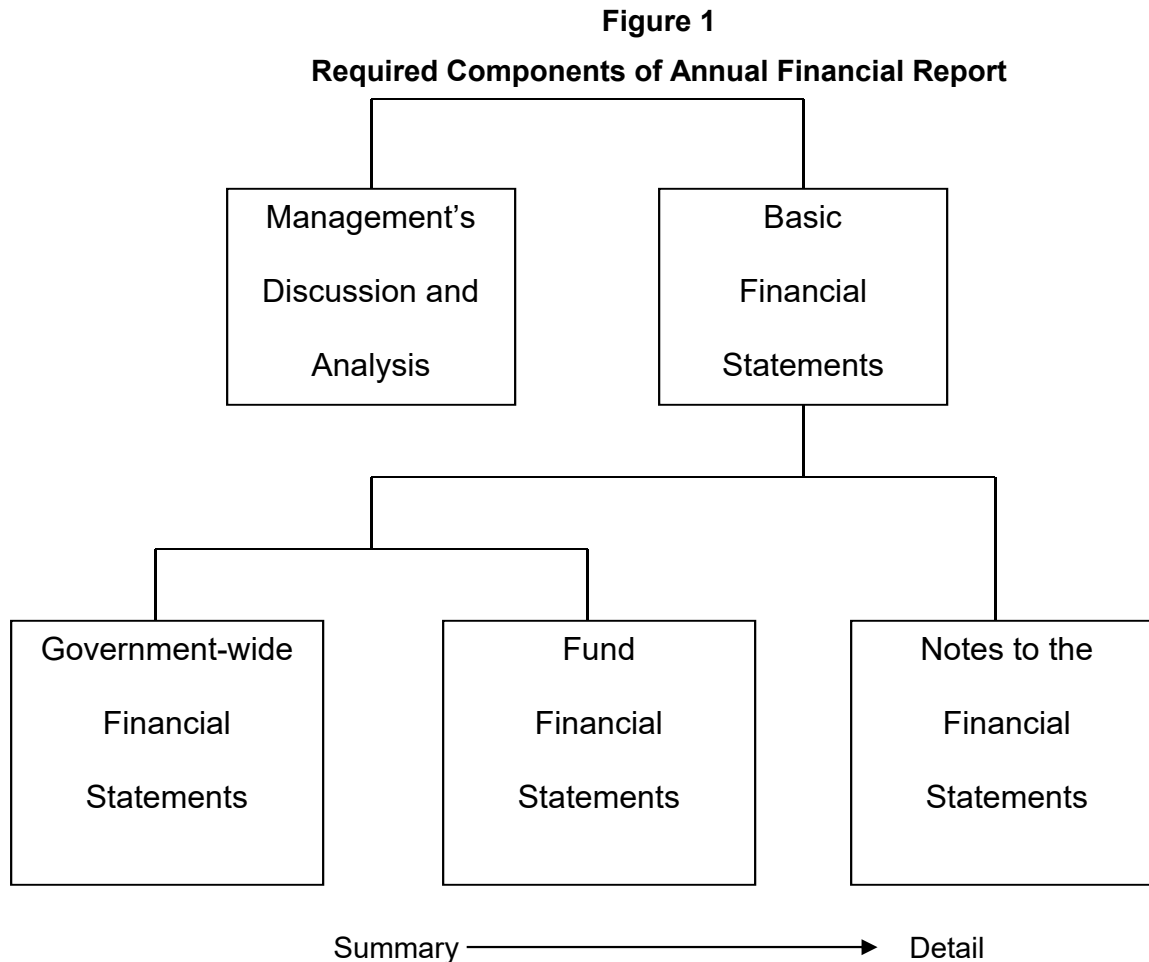 Figure 1
Required Components of Annual Financial Report
Management’s
Discussion and
Analysis
Basic
Financial
Statements
Government-wide
Financial
Statements
Fund
Financial
Statements
Notes to the
Financial
Statements
Summary
Detail